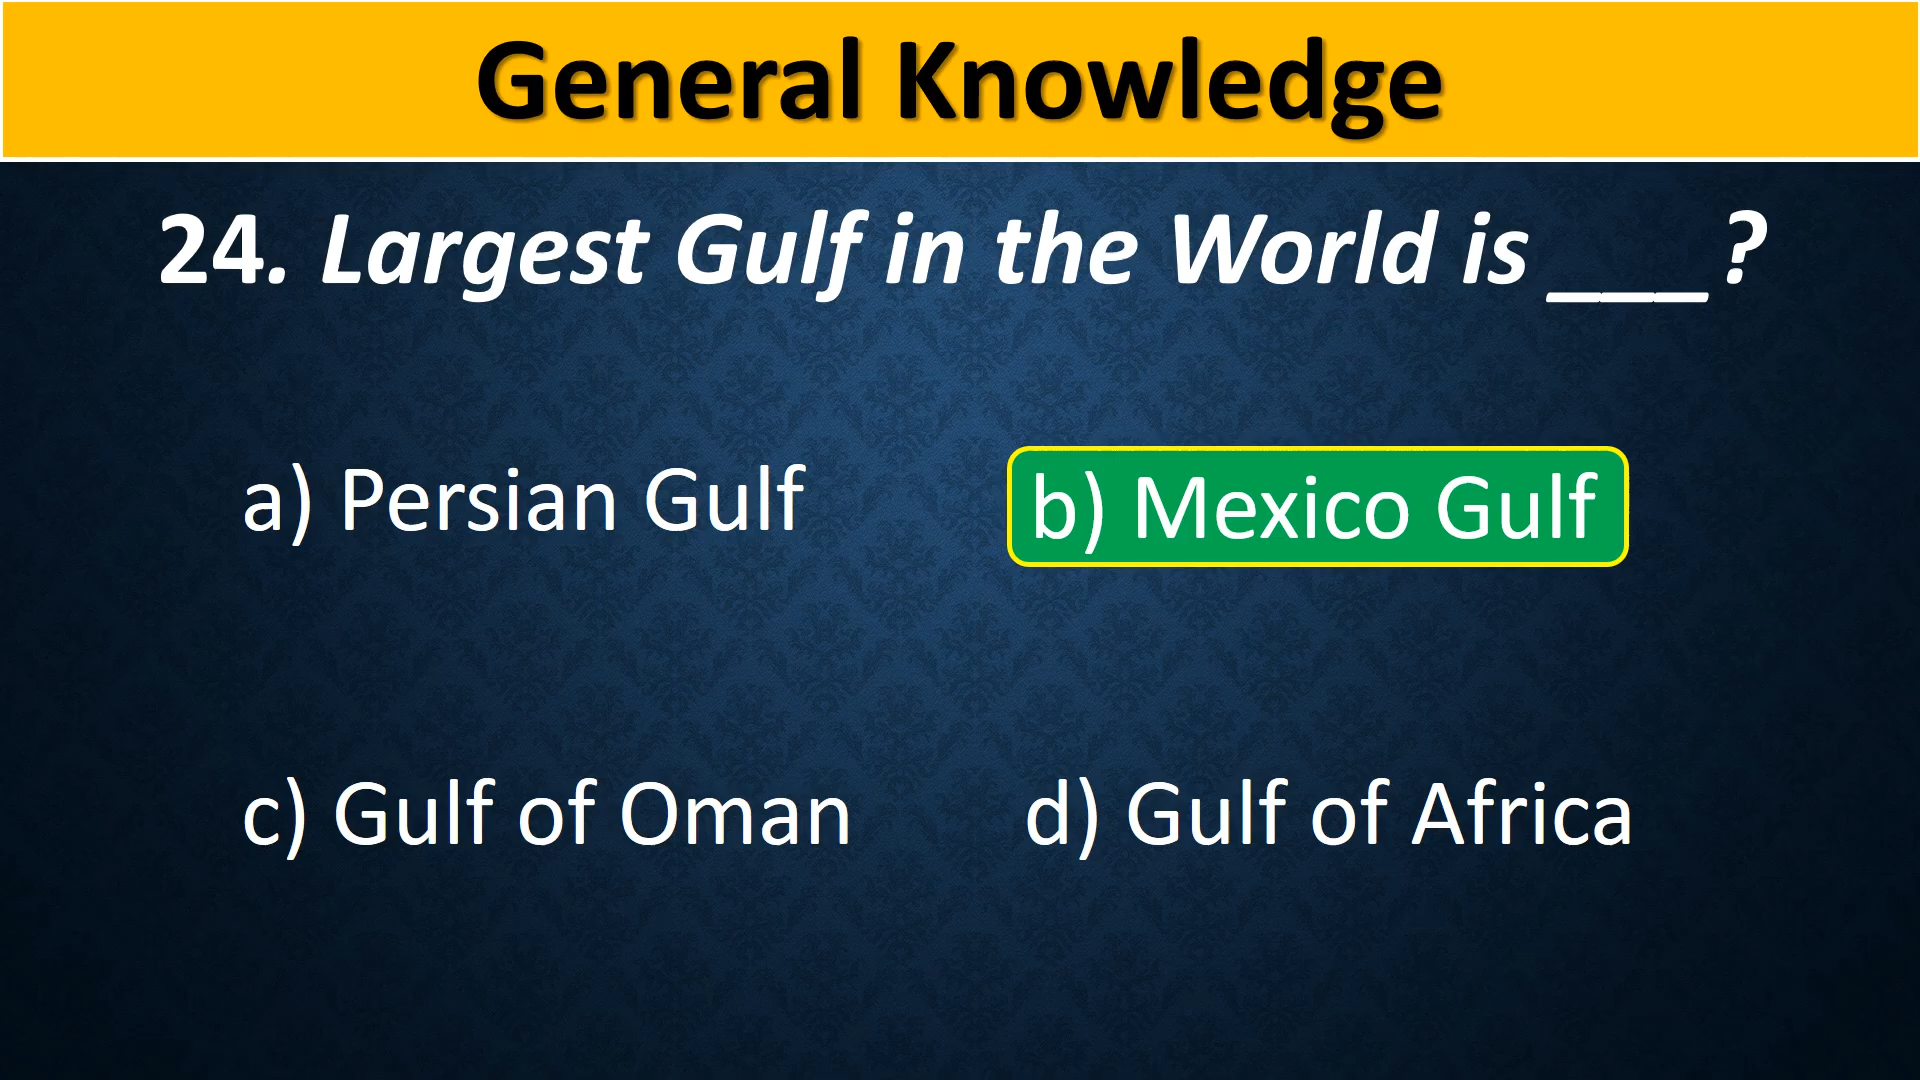 General Knowledge
24. Largest Gulf in the World is ___?
a) Persian Gulf
b) Mexico Gulf
c) Gulf of Oman
d) Gulf of Africa